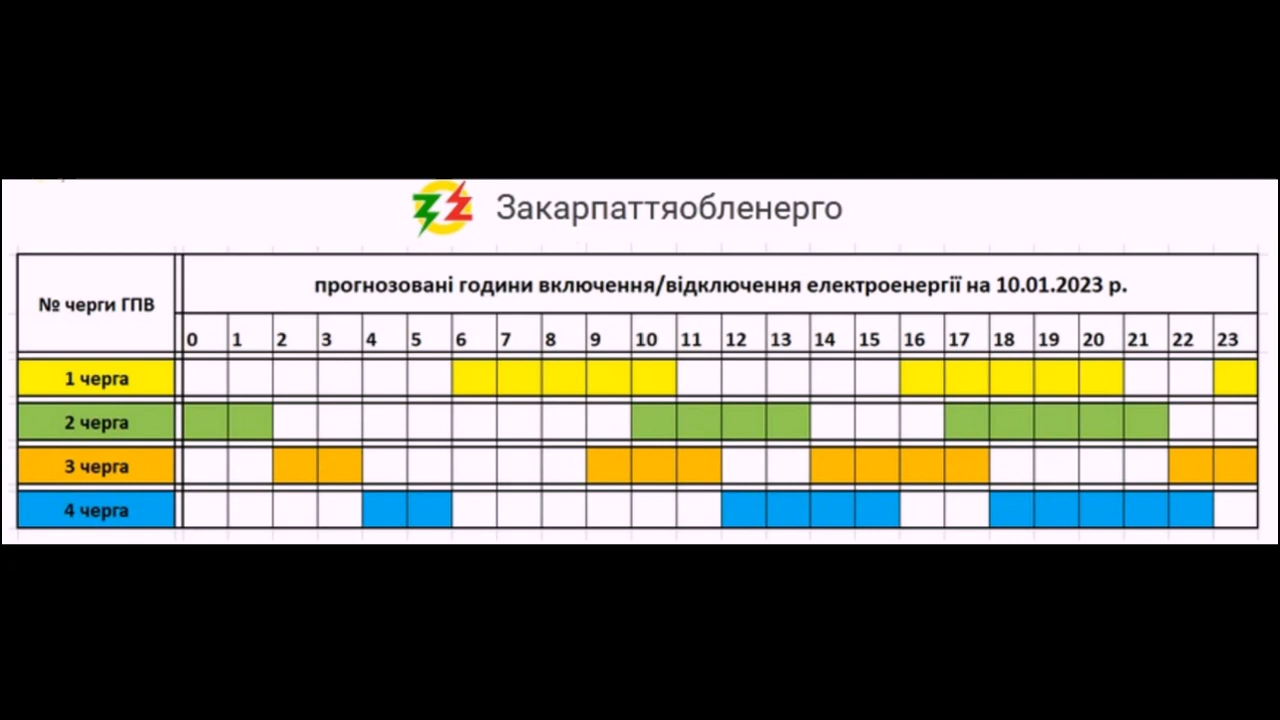 Закарпаттяобленерго
№ черги ГПВ
прогнозовані години включення/відключення електроенергії на 10.01.2023 р.
0 1 2 3 4 5 6 7 8 9 10 11 12 13 14 15 16 17 18 19 20 21 22 23
1 черга
2 черга
3 черга
4 черга